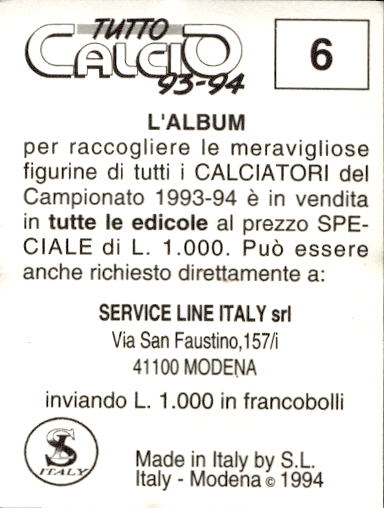 TUTTO
CALCIO
93-94
6
L'ALBUM
per raccogliere le meravigliose
figurine di tutti i CALCIATORI del
Campionato 1993-94 è in vendita
in tutte le edicole al prezzo SPE-
CIALE di L. 1.000. Può essere
anche richiesto direttamente a:
SERVICE LINE ITALY srl
Via San Faustino,157/i
41100 MODENA
inviando L. 1.000 in francobolli
SL
ITALY
Made in Italy by S.L.
Italy - Modena © 1994